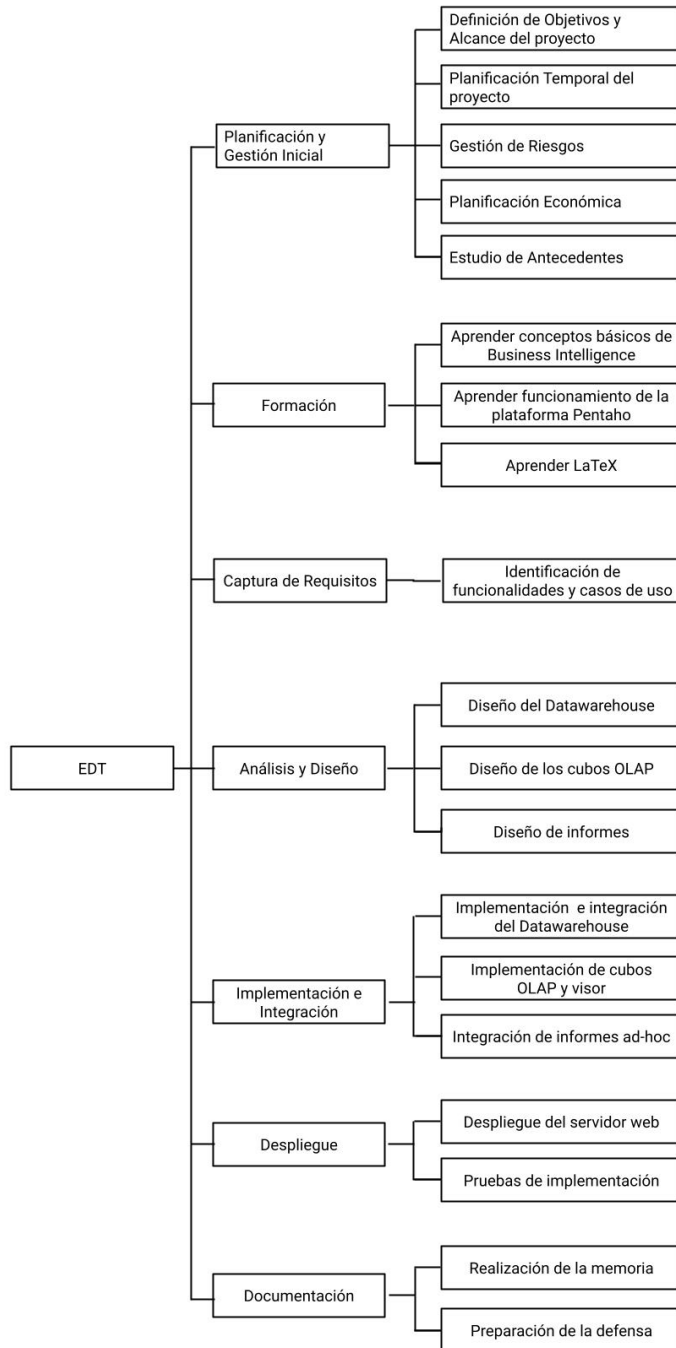 Definición de Objetivos y
Alcance del proyecto
Planificación Temporal del
proyecto
Planificación y
Gestión Inicial
Gestión de Riesgos
Planificación Económica
Estudio de Antecedentes
Aprender conceptos básicos de
Business Intelligence
Formación
Aprender funcionamiento de la
plataforma Pentaho
Aprender LaTeX
Captura de Requisitos
Identificación de
funcionalidades y casos de uso
Diseño del Datawarehouse
EDT
Análisis y Diseño
Diseño de los cubos OLAP
Diseño de informes
Implementación e integración
del Datawarehouse
Implementación e
Integración
Implementación de cubos
OLAP y visor
Integración de informes ad-hoc
Despliegue del servidor web
Despliegue
Pruebas de implementación
Realización de la memoria
Documentación
Preparación de la defensa